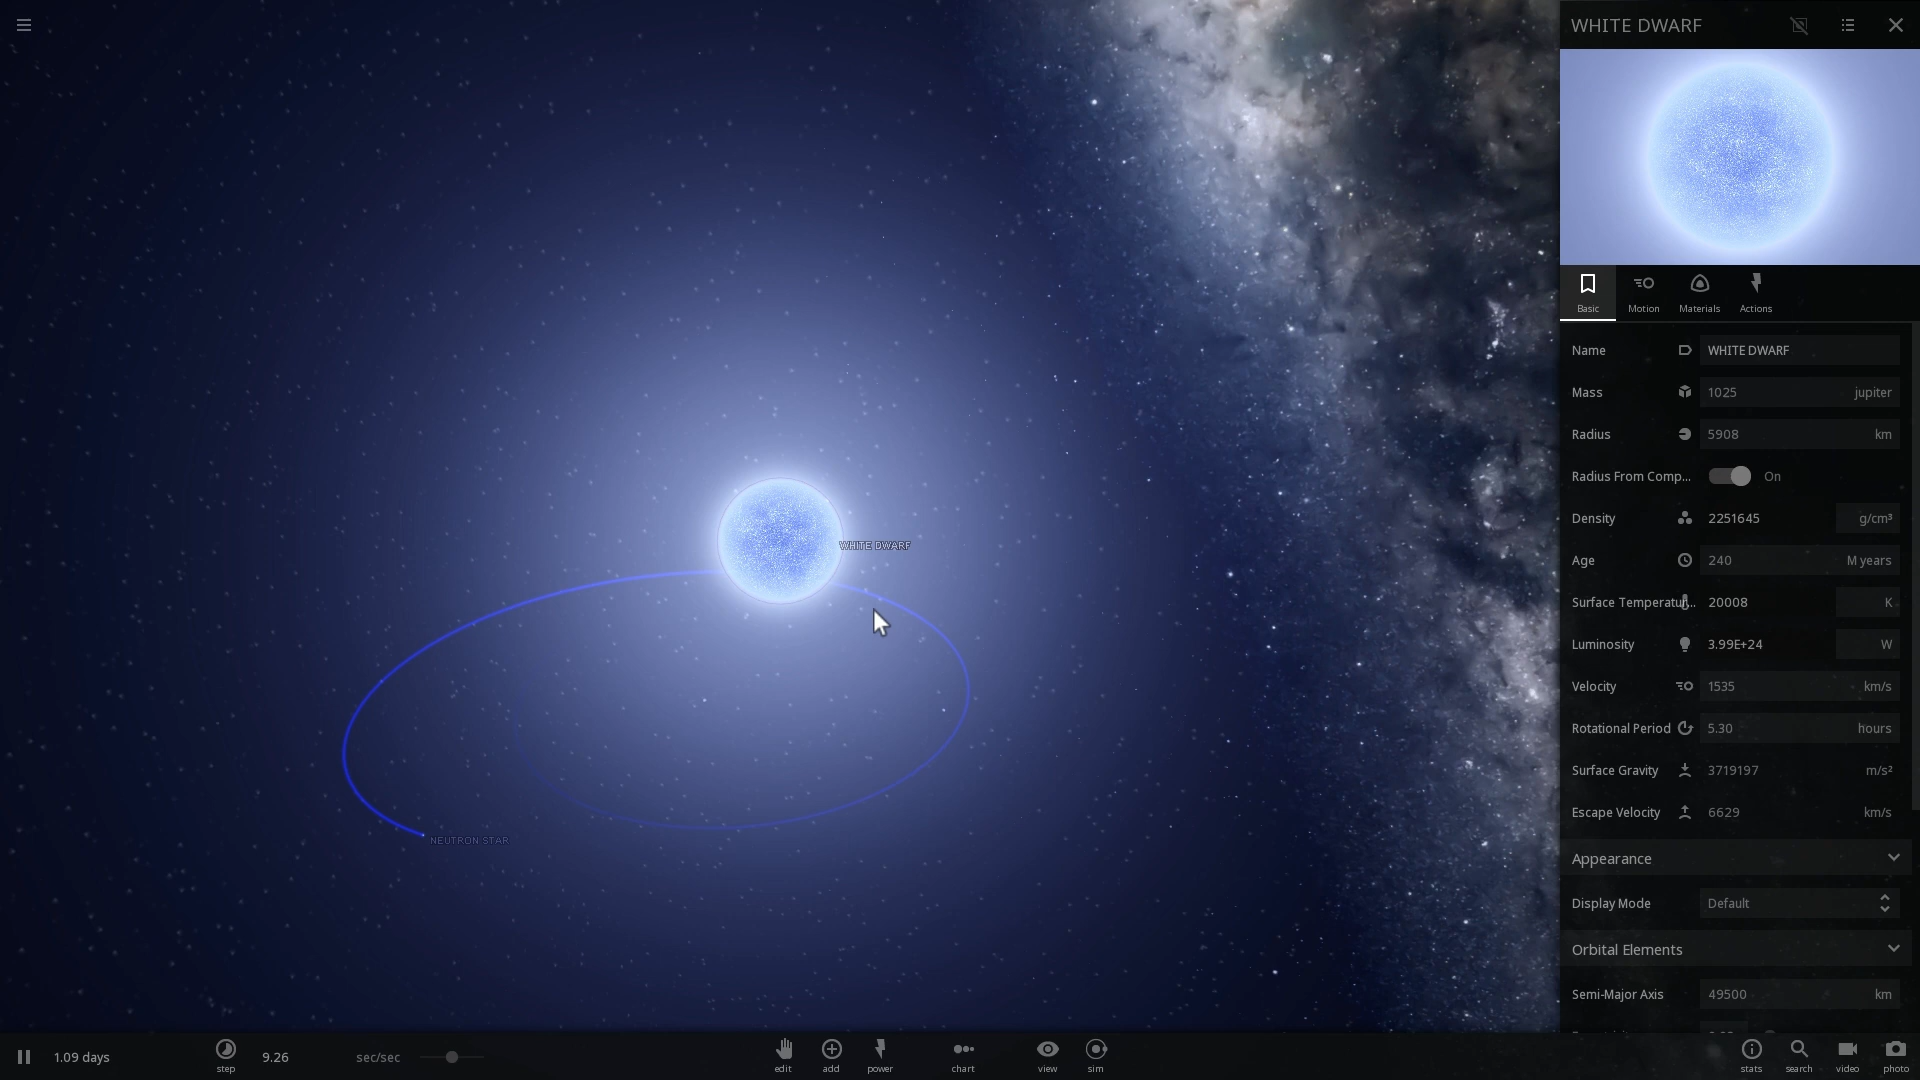 WHITE DWARF
Basic
Motion
Materials
Actions
Name WHITE DWARF
Mass 1025 jupiter
Radius 5908 km
Radius From Comp... On
Density 2251645 g/cm³
Age 240 M years
Surface Temperatur... 20008 K
Luminosity 3.99E+24 W
Velocity 1535 km/s
Rotational Period 5.30 hours
Surface Gravity 3719197 m/s²
Escape Velocity 6629 km/s
Appearance
Display Mode Default
Orbital Elements
Semi-Major Axis 49500 km
WHITE DWARF
NEUTRON STAR
1.09 days
step
9.26 sec/sec
edit
add
power
chart
view
sim
stats
search
video
photo